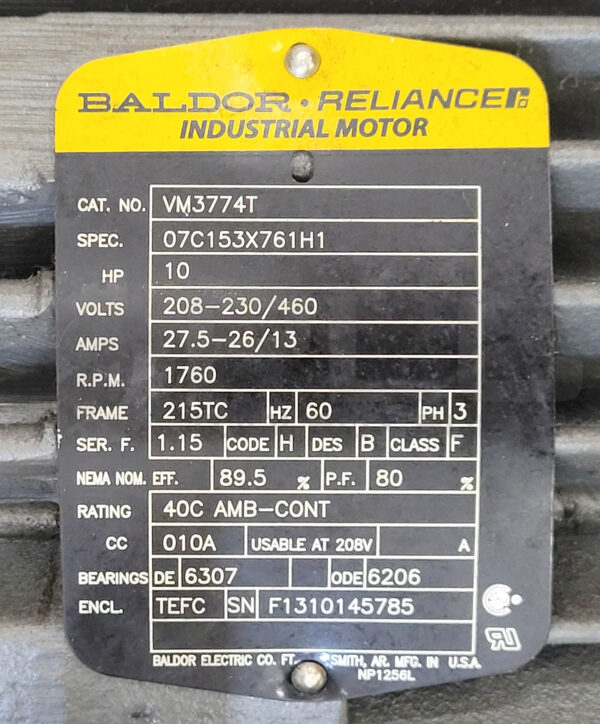 BALDOR • RELIANCE
INDUSTRIAL MOTOR
CAT. NO. VM3774T
SPEC. 07C153X761H1
HP 10
VOLTS 208-230/460
AMPS 27.5-26/13
R.P.M. 1760
FRAME 215TC HZ 60 PH 3
SER. F. 1.15 CODE H DES B CLASS F
NEMA NOM. EFF. 89.5 % P.F. 80 %
RATING 40C AMB-CONT
CC 010A USABLE AT 208V A
BEARINGS DE 6307 ODE 6206
ENCL. TEFC SN F1310145785
BALDOR ELECTRIC CO. FT. SMITH, AR. MFG. IN U.S.A.
NP1256L